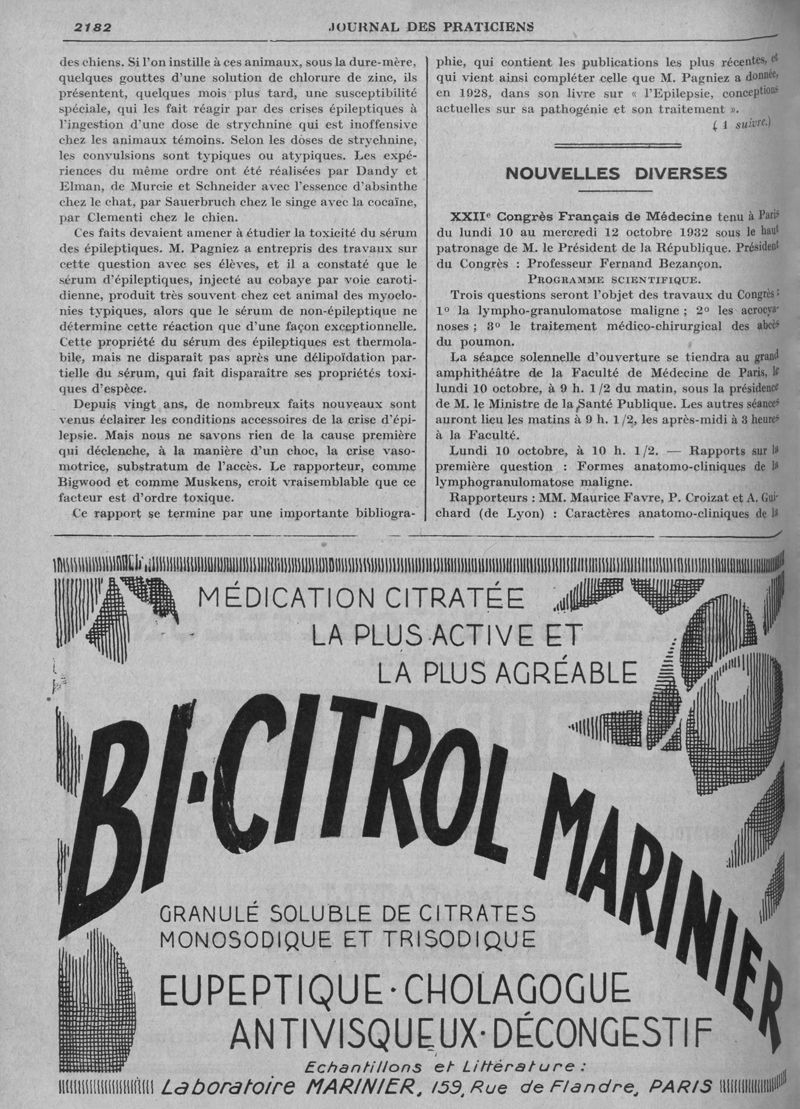 2182
JOURNAL DES PRATICIENS
des chiens. Si l'on instille à ces animaux, sous la dure-mère,
quelques gouttes d'une solution de chlorure de zinc, ils
présentent, quelques mois plus tard, une susceptibilité
spéciale, qui les fait réagir par des crises épileptiques à
l'ingestion d'une dose de strychnine qui est inoffensive
chez les animaux témoins. Selon les doses de strychnine,
les convulsions sont typiques ou atypiques. Les expé-
riences du même ordre ont été réalisées par Dandy et
Elman, de Murcie et Schneider avec l'essence d'absinthe
chez le chat, par Sauerbruch chez le singe avec la cocaïne,
par Clementi chez le chien.
Ces faits devaient amener à étudier la toxicité du sérum
des épileptiques. M. Pagniez a entrepris des travaux sur
cette question avec ses élèves, et il a constaté que le
sérum d'épileptiques, injecté au cobaye par voie caroti-
dienne, produit très souvent chez cet animal des myoclo-
nies typiques, alors que le sérum de non-épileptique ne
détermine cette réaction que d'une façon exceptionnelle.
Cette propriété du sérum des épileptiques est thermola-
bile, mais ne disparaît pas après une délipoïdation par-
tielle du sérum, qui fait disparaître ses propriétés toxi-
ques d'espèce.
Depuis vingt ans, de nombreux faits nouveaux sont
venus éclairer les conditions accessoires de la crise d'épi-
lepsie. Mais nous ne savons rien de la cause première
qui déclenche, à la manière d'un choc, la crise vaso-
motrice, substratum de l'accès. Le rapporteur, comme
Bigwood et comme Muskens, croit vraisemblable que ce
facteur est d'ordre toxique.
Ce rapport se termine par une importante bibliogra-
phie, qui contient les publications les plus récentes, et
qui vient ainsi compléter celle que M. Pagniez a donnée,
en 1928, dans son livre sur « l'Epilepsie, conceptions
actuelles sur sa pathogénie et son traitement ».
( à suivre.)
NOUVELLES DIVERSES
XXIIe Congrès Français de Médecine tenu à Paris
du lundi 10 au mercredi 12 octobre 1932 sous le haut
patronage de M. le Président de la République. Président
du Congrès : Professeur Fernand Bezançon.
PROGRAMME SCIENTIFIQUE.
Trois questions seront l'objet des travaux du Congrès :
1o la lympho-granulomatose maligne ; 2o les acrocya-
noses ; 3o le traitement médico-chirurgical des abcès
du poumon.
La séance solennelle d'ouverture se tiendra au grand
amphithéâtre de la Faculté de Médecine de Paris, le
lundi 10 octobre, à 9 h. 1/2 du matin, sous la présidence
de M. le Ministre de la Santé Publique. Les autres séances
auront lieu les matins à 9 h. 1/2, les après-midi à 3 heures
à la Faculté.
Lundi 10 octobre, à 10 h. 1/2. — Rapports sur la
première question : Formes anatomo-cliniques de la
lymphogranulomatose maligne.
Rapporteurs : MM. Maurice Favre, P. Croizat et A. Gui-
chard (de Lyon) : Caractères anatomo-cliniques de la
MÉDICATION CITRATÉE
LA PLUS ACTIVE ET
LA PLUS AGRÉABLE
BI-CITROL MARINIER
GRANULÉ SOLUBLE DE CITRATES
MONOSODIQUE ET TRISODIQUE
EUPEPTIQUE · CHOLAGOGUE
ANTIVISQUEUX · DÉCONGESTIF
Echantillons et Littérature :
Laboratoire MARINIER, 159, Rue de Flandre, PARIS